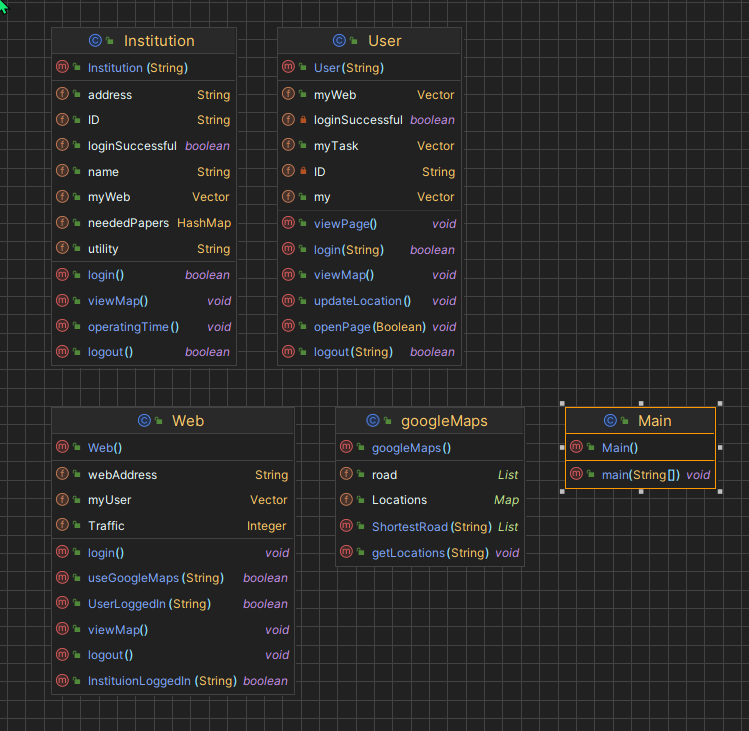 Institution
Institution (String)
address String
ID String
loginSuccessful boolean
name String
myWeb Vector
neededPapers HashMap
utility String
login() boolean
viewMap() void
operatingTime() void
logout() boolean
User
User(String)
myWeb Vector
loginSuccessful boolean
myTask Vector
ID String
my Vector
viewPage() void
login(String) boolean
viewMap() void
updateLocation() void
openPage(Boolean) void
logout(String) boolean
Web
Web()
webAddress String
myUser Vector
Traffic Integer
login() void
useGoogleMaps(String) boolean
UserLoggedIn(String) boolean
viewMap() void
logout() void
InstituionLoggedIn(String) boolean
googleMaps
googleMaps()
road List
Locations Map
ShortestRoad(String) List
getLocations(String) void
Main
Main()
main(String[]) void